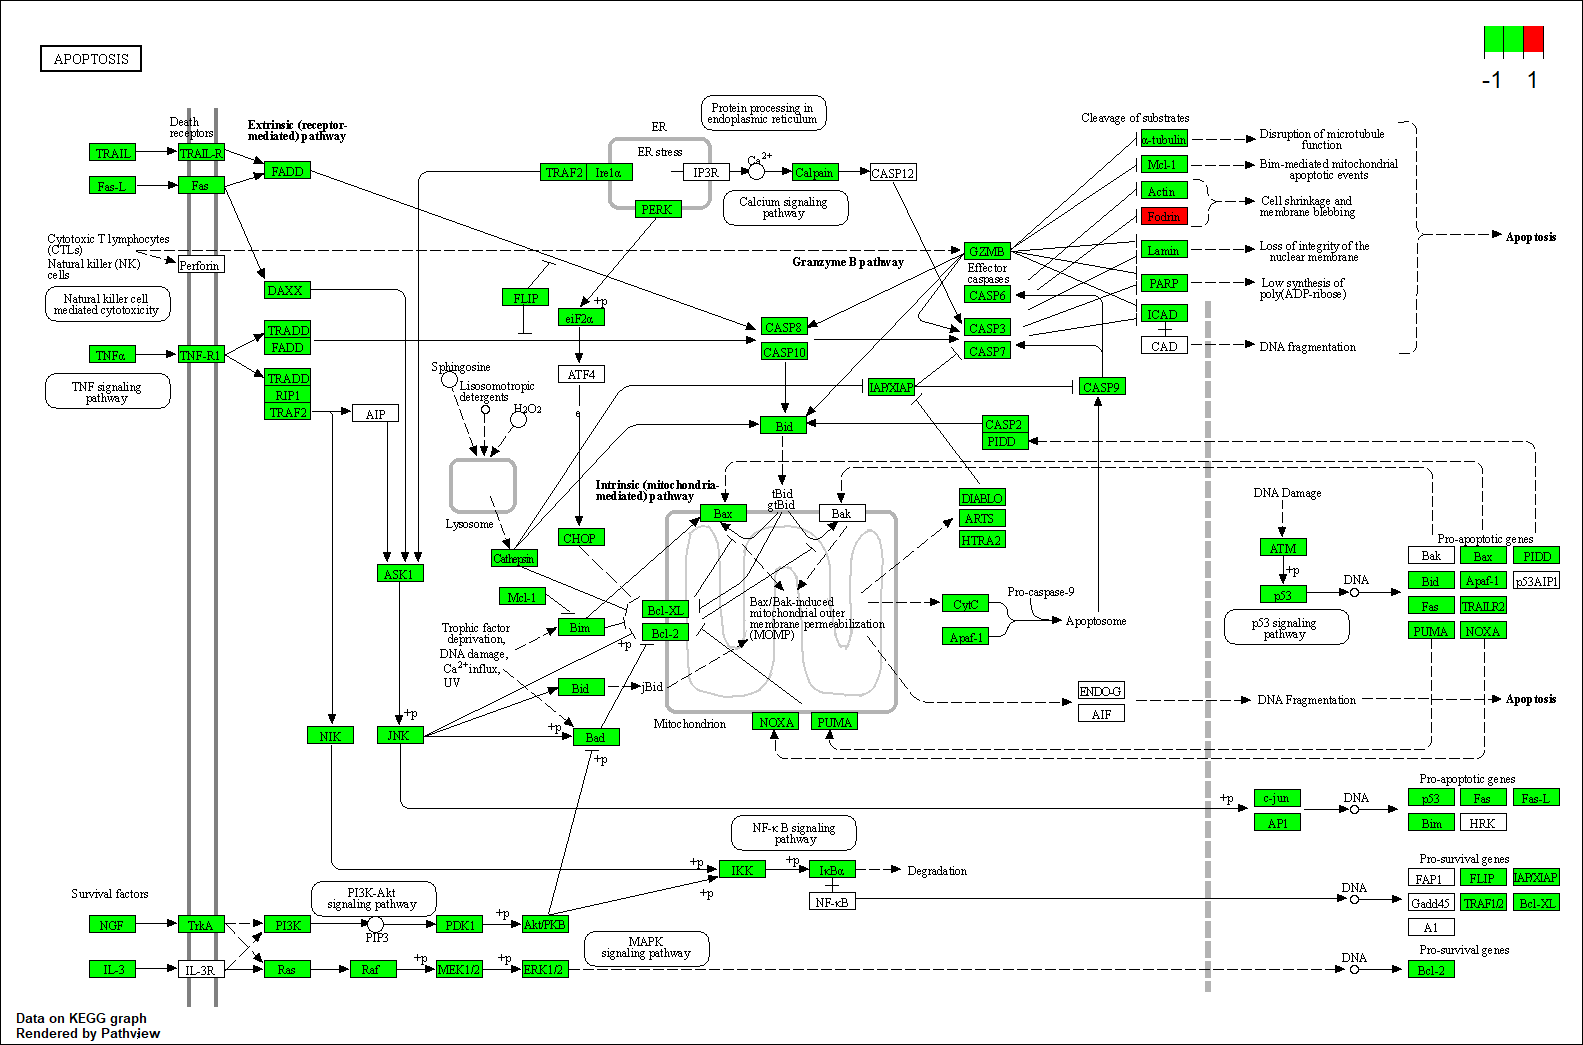 APOPTOSIS
-1 1
Death
receptors
Extrinsic (receptor-
mediated) pathway
TRAIL
TRAIL-R
Fas-L
Fas
FADD
Cytotoxic T lymphocytes
(CTLs)
Natural killer (NK)
cells
Perforin
Natural killer cell
mediated cytotoxicity
DAXX
TRADD
FADD
TNFα
TNF-R1
TRADD
RIP1
TRAF2
AIP
TNF signaling
pathway
ER
ER stress
Protein processing in
endoplasmic reticulum
TRAF2
Ire1α
IP3R
Ca2+
Calpain
CASP12
PERK
Calcium signaling
pathway
FLIP
+p
eIF2α
ATF4
e
Granzyme B pathway
GZMB
Effector
caspases
CASP6
CASP3
CASP7
CASP8
CASP10
IAP/XIAP
CASP9
Bid
CASP2
PIDD
Cleavage of substrates
α-tubulin
Disruption of microtubule
function
Mcl-1
Bim-mediated mitochondrial
apoptotic events
Actin
Fodrin
Cell shrinkage and
membrane blebbing
Apoptosis
Lamin
Loss of integrity of the
nuclear membrane
PARP
Low synthesis of
poly(ADP-ribose)
ICAD
CAD
DNA fragmentation
Sphingosine
Lisosomotropic
detergents
H2O2
Lysosome
Intrinsic (mitochondria-
mediated) pathway
tBid
gtBid
Bax
Bak
CHOP
Cathepsin
ASK1
Mcl-1
Bim
Bcl-XL
Bcl-2
+p
Trophic factor
deprivation,
DNA damage,
Ca2+ influx,
UV
Bid
jBid
Bax/Bak-induced
mitochondrial outer
membrane permeabilization
(MOMP)
Mitochondrion
NOXA
PUMA
DIABLO
ARTS
HTRA2
CytC
Apaf-1
Pro-caspase-9
Apoptosome
ENDO-G
AIF
DNA Fragmentation
Apoptosis
DNA Damage
ATM
+p
p53
DNA
p53 signaling
pathway
Pro-apoptotic genes
Bak
Bax
PIDD
Bid
Apaf-1
p53AIP1
Fas
TRAILR2
PUMA
NOXA
NIK
+p
JNK
+p
Bad
+p
+p
c-jun
AP1
DNA
Pro-apoptotic genes
p53
Fas
Fas-L
Bim
HRK
NF-κB signaling
pathway
+p
IKK
+p
IκBα
Degradation
+p
NF-κB
DNA
Pro-survival genes
FAP1
FLIP
IAP/XIAP
Gadd45
TRAF1/2
Bcl-XL
A1
Survival factors
PI3K-Akt
signaling pathway
NGF
TrkA
PI3K
PIP3
PDK1
+p
Akt/PKB
MAPK
signaling pathway
IL-3
IL-3R
Ras
Raf
+p
MEK1/2
+p
ERK1/2
DNA
Pro-survival genes
Bcl-2
Data on KEGG graph
Rendered by Pathview